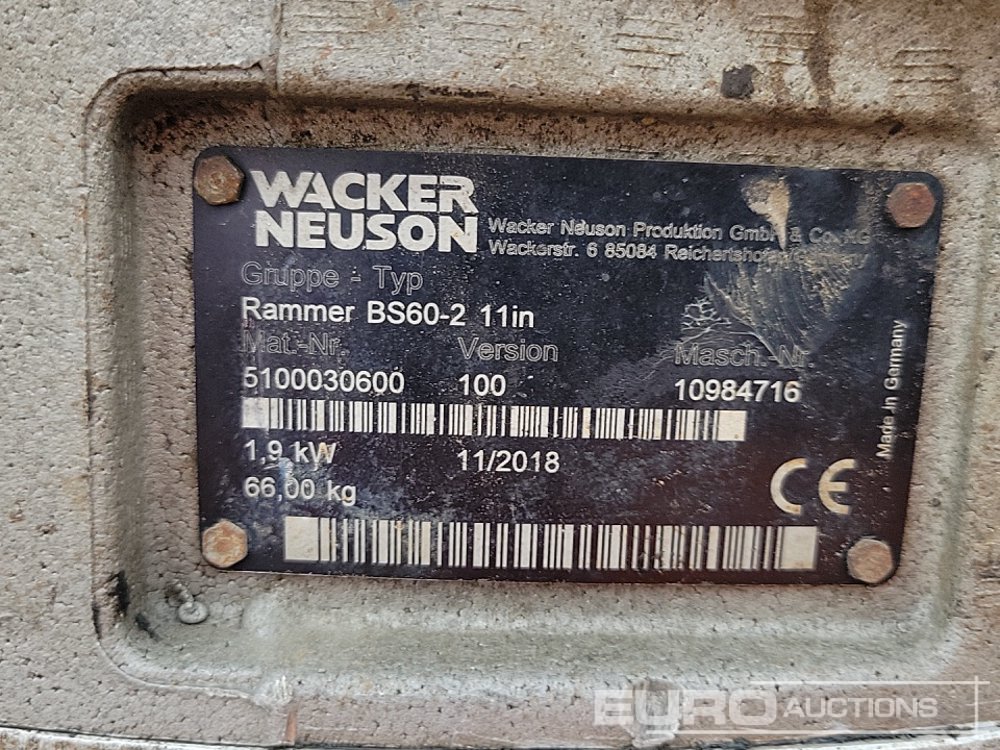 WACKER
NEUSON
Wacker Neuson Produktion GmbH & Co. KG
Wackerstr. 6 85084 Reichertshofen/Germany
Gruppe - Typ
Rammer BS60-2 11in
Mat.-Nr. Version Masch.-Nr.
5100030600 100 10984716
1,9 kW 11/2018
66,00 kg
CE
Made in Germany
EURO AUCTIONS